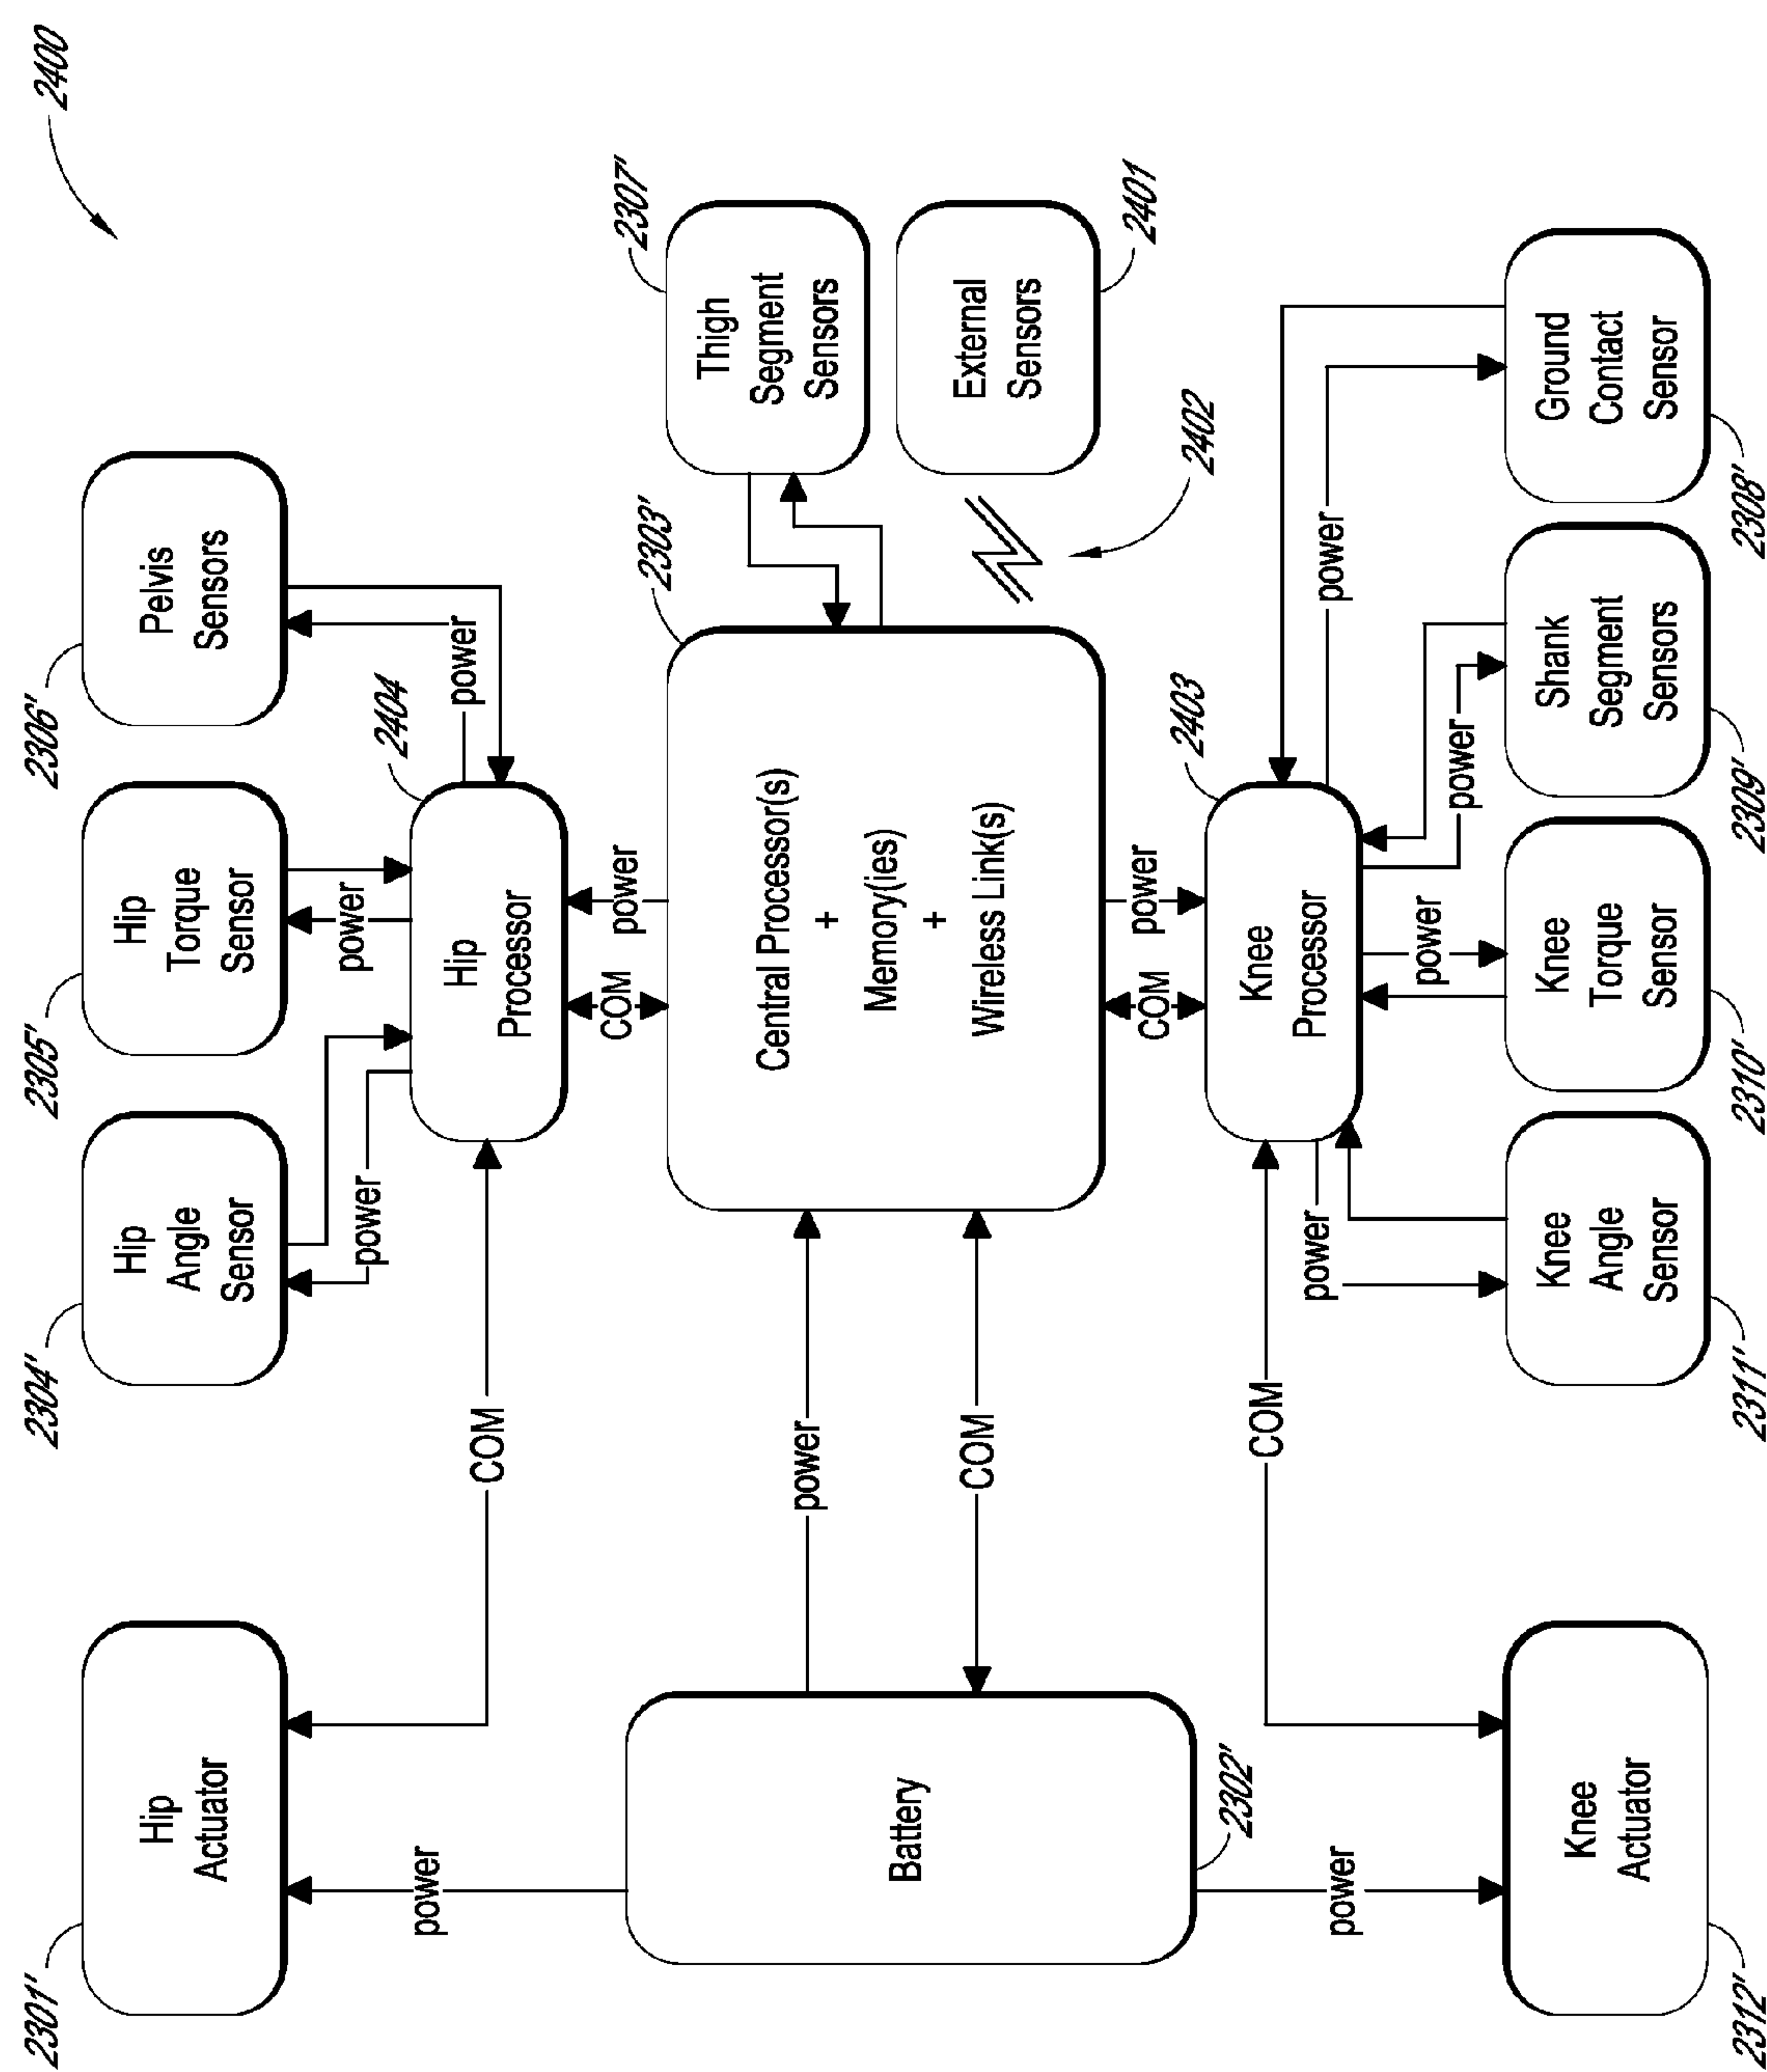 2400
2301'
Hip
Actuator
2304'
Hip
Angle
Sensor
2305'
Hip
Torque
Sensor
2306'
Pelvis
Sensors
power
power
power
power
COM
2404
Hip
Processor
COM
power
2303'
2307'
Thigh
Segment
Sensors
Battery
2302'
power
COM
Central Processor(s)
+
Memory(ies)
+
Wireless Link(s)
External
Sensors
2401
2402
COM
power
2403
Knee
Processor
COM
power
power
power
power
power
Knee
Actuator
2312'
Knee
Angle
Sensor
2311'
Knee
Torque
Sensor
2310'
Shank
Segment
Sensors
2309'
Ground
Contact
Sensor
2308'